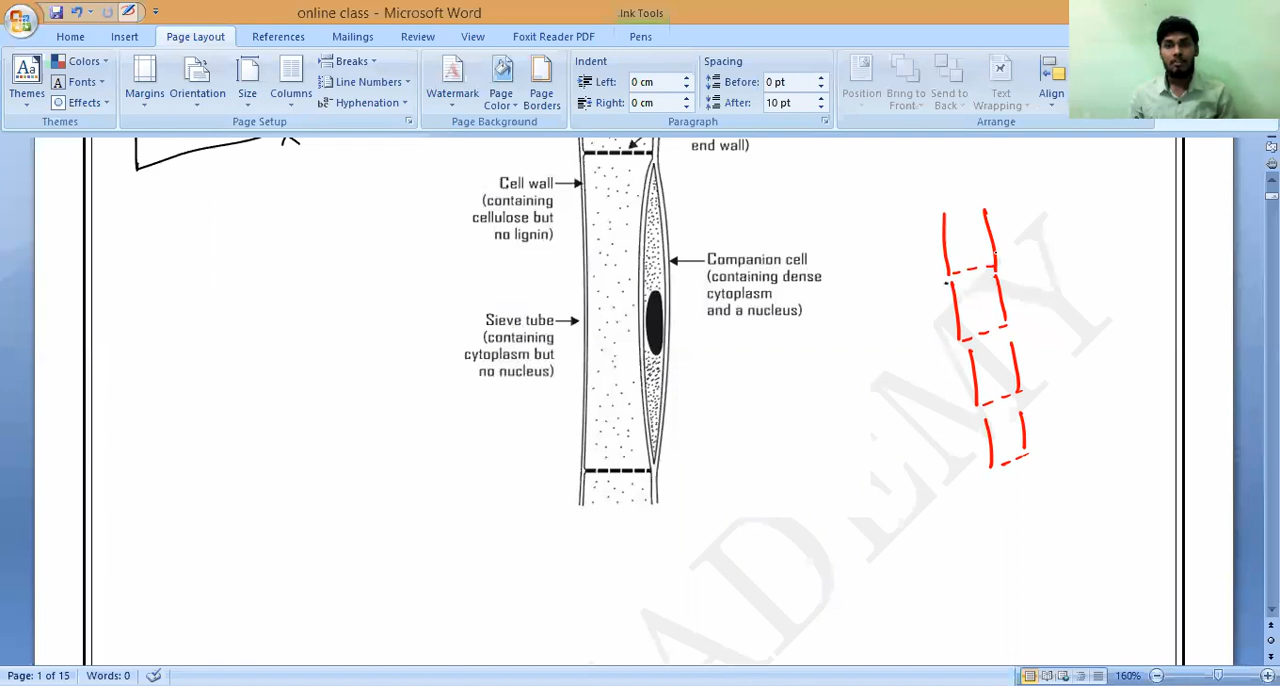 online class - Microsoft Word
Ink Tools
Home Insert Page Layout References Mailings Review View Foxit Reader PDF Pens
Themes
Colors
Fonts
Effects
Themes
Margins
Orientation
Size
Columns
Breaks
Line Numbers
Hyphenation
Page Setup
Watermark
Page Color
Page Borders
Page Background
Indent
Left: 0 cm
Right: 0 cm
Spacing
Before: 0 pt
After: 10 pt
Paragraph
Position
Bring to Front
Send to Back
Text Wrapping
Align
Arrange
end wall)
Cell wall
(containing
cellulose but
no lignin)
Companion cell
(containing dense
cytoplasm
and a nucleus)
Sieve tube
(containing
cytoplasm but
no nucleus)
ADEMY
Page: 1 of 15 Words: 0
160%